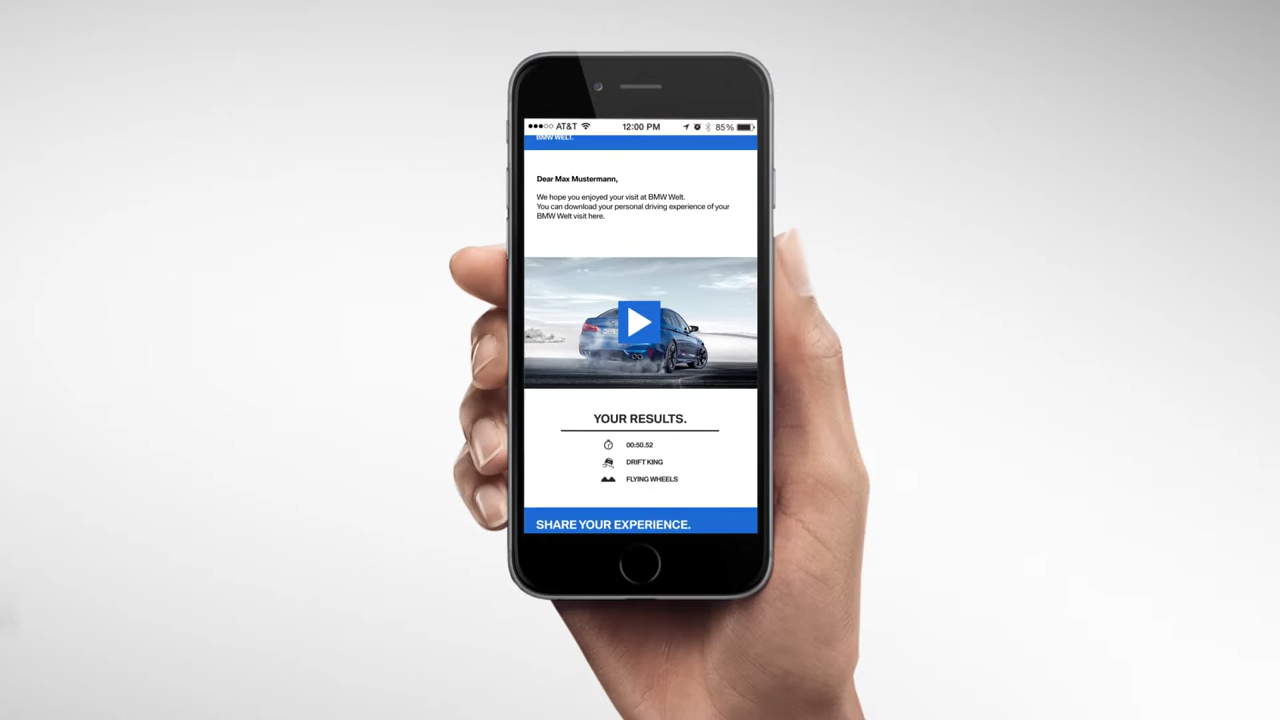 AT&T 12:00 PM 85%
BMW WELT.
Dear Max Mustermann,
We hope you enjoyed your visit at BMW Welt.
You can download your personal driving experience of your
BMW Welt visit here.
YOUR RESULTS.
00:50.52
DRIFT KING
FLYING WHEELS
SHARE YOUR EXPERIENCE.